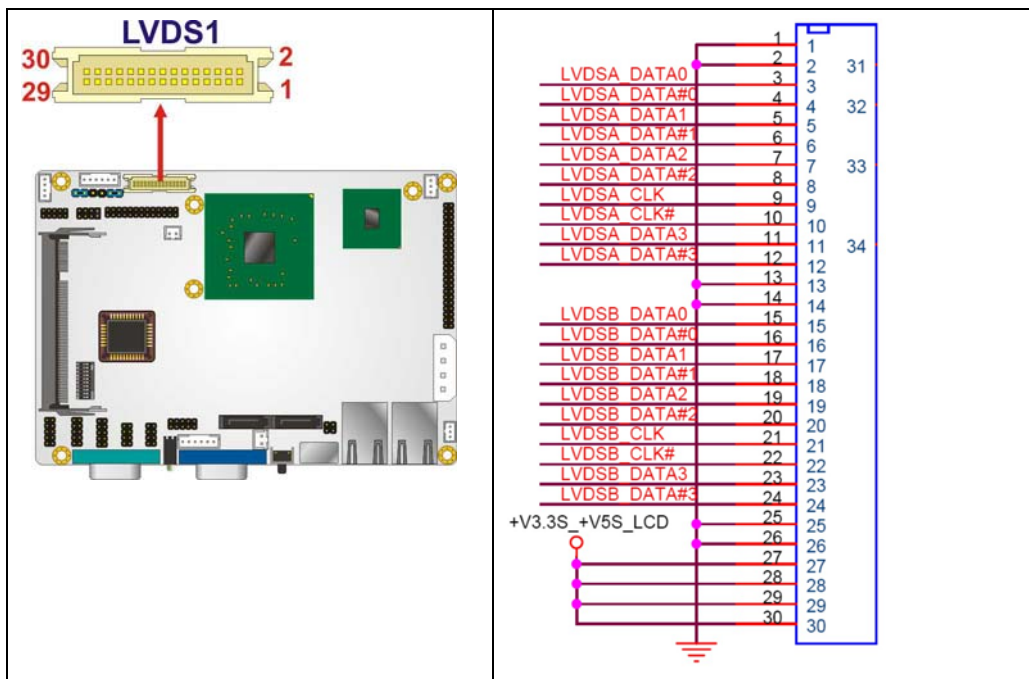 LVDS1
30 2
29 1
1 1
2 2 31
LVDSA_DATA0 3 3
LVDSA_DATA#0 4 4 32
LVDSA_DATA1 5 5
LVDSA_DATA#1 6 6
LVDSA_DATA2 7 7 33
LVDSA_DATA#2 8 8
LVDSA_CLK 9 9
LVDSA_CLK# 10 10
LVDSA_DATA3 11 11 34
LVDSA_DATA#3 12 12
13 13
14 14
LVDSB_DATA0 15 15
LVDSB_DATA#0 16 16
LVDSB_DATA1 17 17
LVDSB_DATA#1 18 18
LVDSB_DATA2 19 19
LVDSB_DATA#2 20 20
LVDSB_CLK 21 21
LVDSB_CLK# 22 22
LVDSB_DATA3 23 23
LVDSB_DATA#3 24 24
+V3.3S_+V5S_LCD 25 25
26 26
27 27
28 28
29 29
30 30